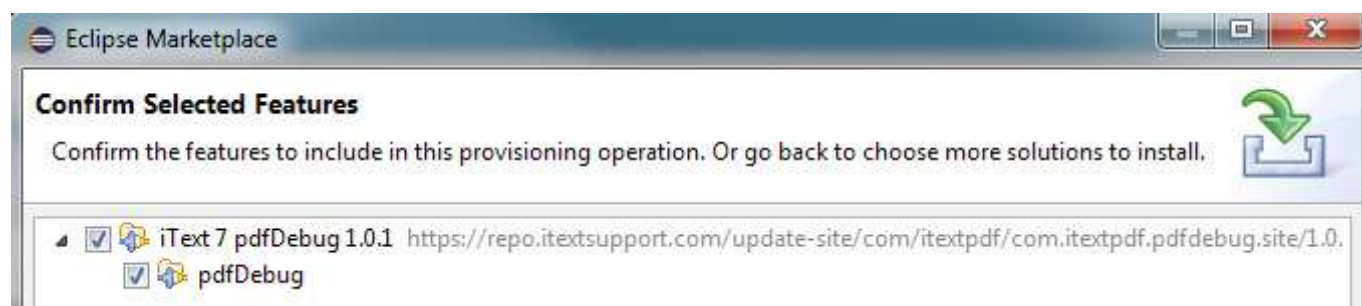 Eclipse Marketplace
Confirm Selected Features
Confirm the features to include in this provisioning operation. Or go back to choose more solutions to install.
iText 7 pdfDebug 1.0.1 https://repo.itextsupport.com/update-site/com/itextpdf/com.itextpdf.pdfdebug.site/1.0.
pdfDebug